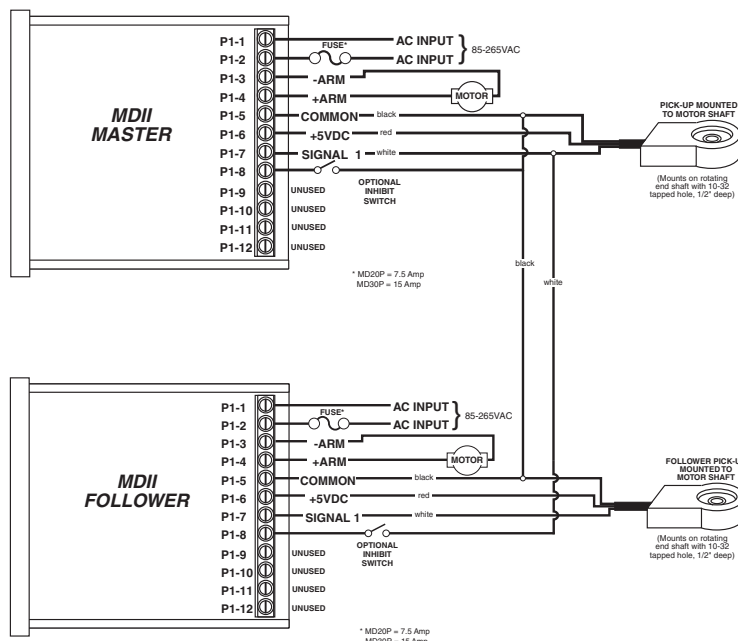 P1-1
FUSE*
AC INPUT
85-265VAC
P1-2
AC INPUT
P1-3
-ARM
P1-4
+ARM
MOTOR
P1-5
COMMON
black
PICK-UP MOUNTED
TO MOTOR SHAFT
MDII
MASTER
P1-6
+5VDC
red
P1-7
SIGNAL 1
white
P1-8
OPTIONAL
INHIBIT
SWITCH
(Mounts on rotating
end shaft with 10-32
tapped hole, 1/2" deep)
P1-9
UNUSED
P1-10
UNUSED
P1-11
UNUSED
P1-12
UNUSED
black
white
* MD20P = 7.5 Amp
MD30P = 15 Amp
P1-1
FUSE*
AC INPUT
85-265VAC
P1-2
AC INPUT
P1-3
-ARM
P1-4
+ARM
MOTOR
P1-5
COMMON
black
FOLLOWER PICK-U
MOUNTED TO
MOTOR SHAFT
MDII
FOLLOWER
P1-6
+5VDC
red
P1-7
SIGNAL 1
white
P1-8
OPTIONAL
INHIBIT
SWITCH
(Mounts on rotating
end shaft with 10-32
tapped hole, 1/2" deep)
P1-9
UNUSED
P1-10
UNUSED
P1-11
UNUSED
P1-12
UNUSED
* MD20P = 7.5 Amp
MD30P = 15 Amp